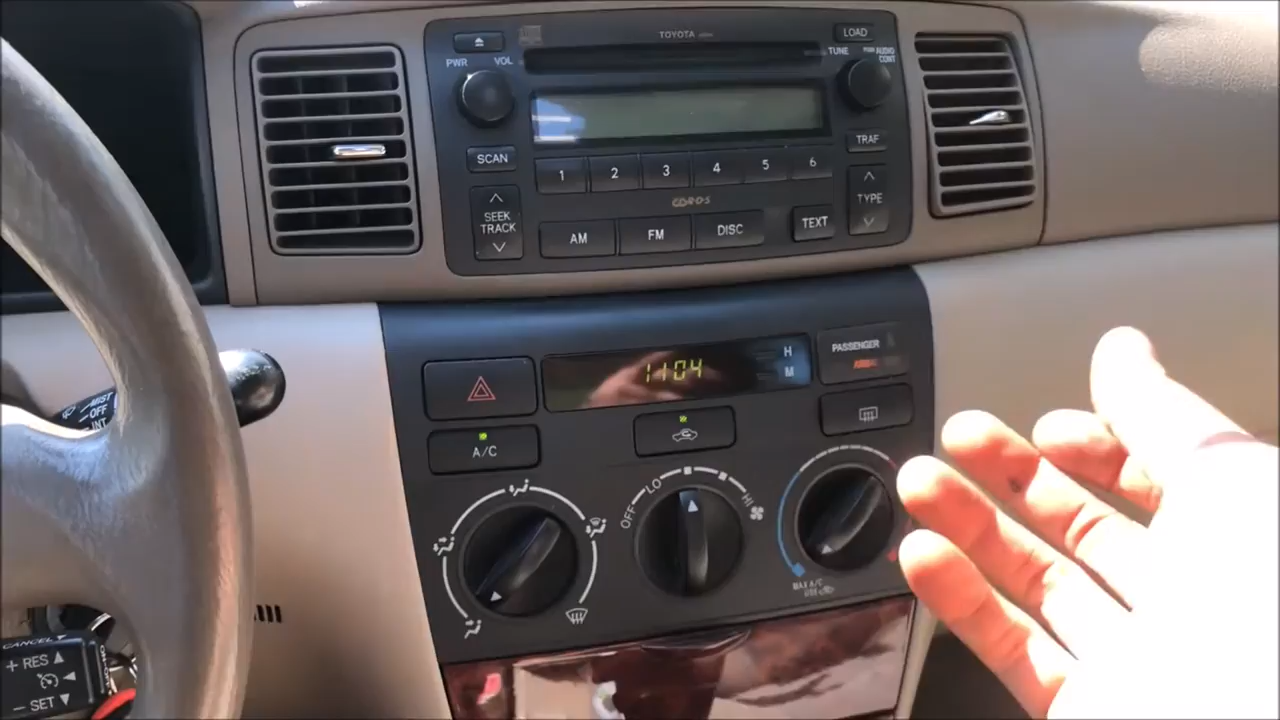 TOYOTA
LOAD
PWR
VOL
TUNE
AUDIO
CONT
SCAN
1
2
3
4
5
6
TRAF
SEEK
TRACK
TYPE
AM
FM
DISC
TEXT
1104
H
M
PASSENGER
A/C
MIST
OFF
INT
OFF
LO
HI
MAX A/C
CANCEL
+ RES
- SET